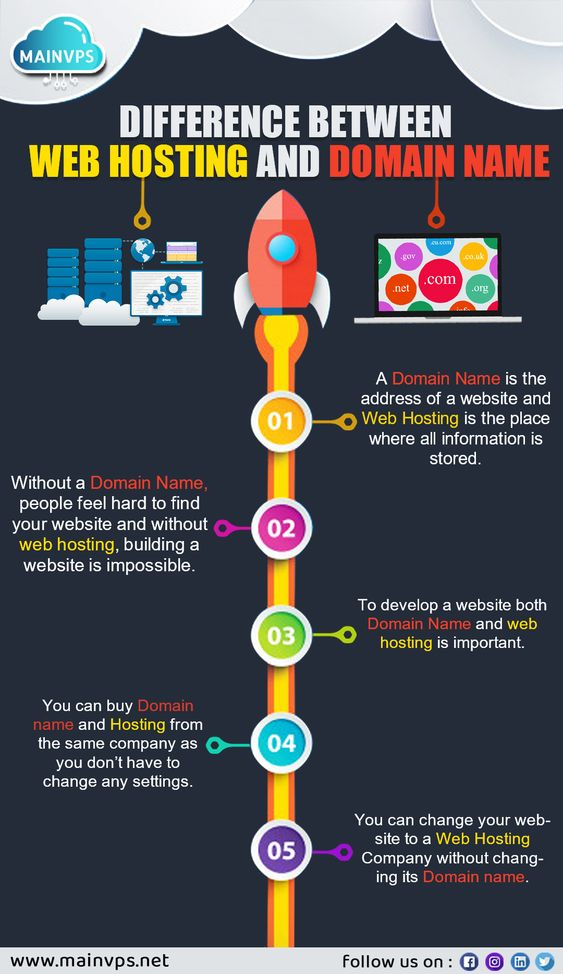 MAINVPS
DIFFERENCE BETWEEN
WEB HOSTING AND DOMAIN NAME
.eu.com
.gov
.co.uk
z
.com
.net
.org
info
A Domain Name is the
address of a website and
Web Hosting is the place
where all information is
stored.
01
Without a Domain Name,
people feel hard to find
your website and without
web hosting, building a
website is impossible.
02
To develop a website both
Domain Name and web
hosting is important.
03
You can buy Domain
name and Hosting from
the same company as
you don’t have to
change any settings.
04
You can change your web-
site to a Web Hosting
Company without chang-
ing its Domain name.
05
www.mainvps.net
follow us on :